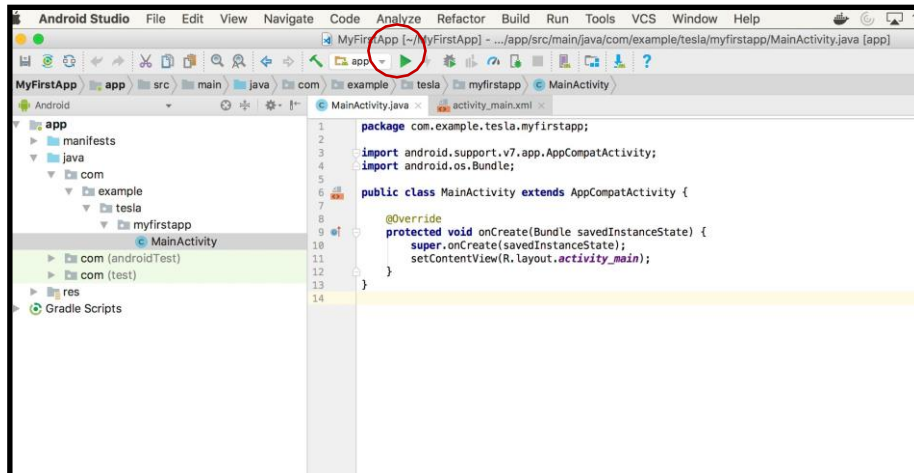 Android Studio File Edit View Navigate Code Analyze Refactor Build Run Tools VCS Window Help
MyFirstApp [~/MyFirstApp] - .../app/src/main/java/com/example/tesla/myfirstapp/MainActivity.java [app]
app
MyFirstApp app src main java com example tesla myfirstapp MainActivity
Android
MainActivity.java activity_main.xml
app
manifests
java
com
example
tesla
myfirstapp
MainActivity
com (androidTest)
com (test)
res
Gradle Scripts
1 package com.example.tesla.myfirstapp;
2
3 import android.support.v7.app.AppCompatActivity;
4 import android.os.Bundle;
5
6 public class MainActivity extends AppCompatActivity {
7
8 @Override
9 protected void onCreate(Bundle savedInstanceState) {
10 super.onCreate(savedInstanceState);
11 setContentView(R.layout.activity_main);
12 }
13 }
14